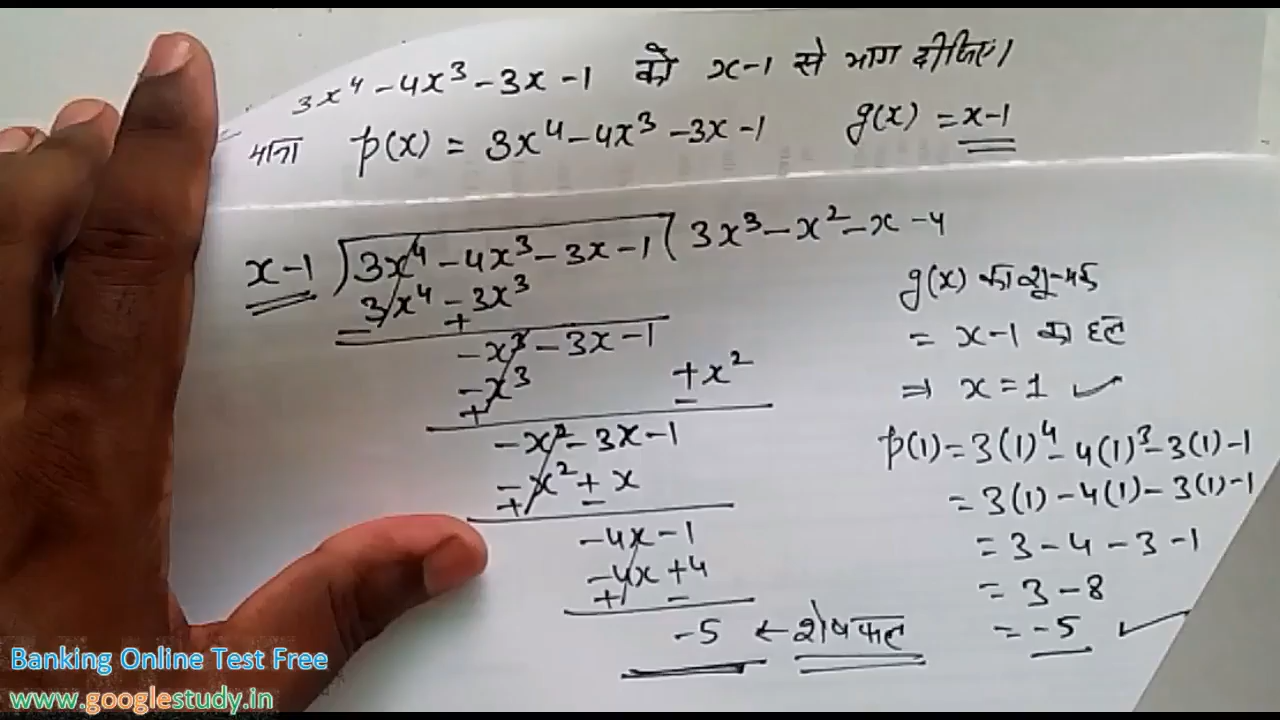 3x⁴ - 4x³ - 3x - 1 को x-1 से भाग दीजिए।
माना p(x) = 3x⁴ - 4x³ - 3x - 1 g(x) = x-1
x-1 ) 3x⁴ - 4x³ - 3x - 1 ( 3x³ - x² - x - 4
3x⁴ - 3x³
- +
-x³ - 3x - 1
-x³ + x²
+ -
-x² - 3x - 1
-x² + x
+ -
-4x - 1
-4x + 4
+ -
-5 ← शेषफल
g(x) का शून्यक
= x-1 का हल
⇒ x = 1 ✓
p(1) = 3(1)⁴ - 4(1)³ - 3(1) - 1
= 3(1) - 4(1) - 3(1) - 1
= 3 - 4 - 3 - 1
= 3 - 8
= -5 ✓
Banking Online Test Free
www.googlestudy.in